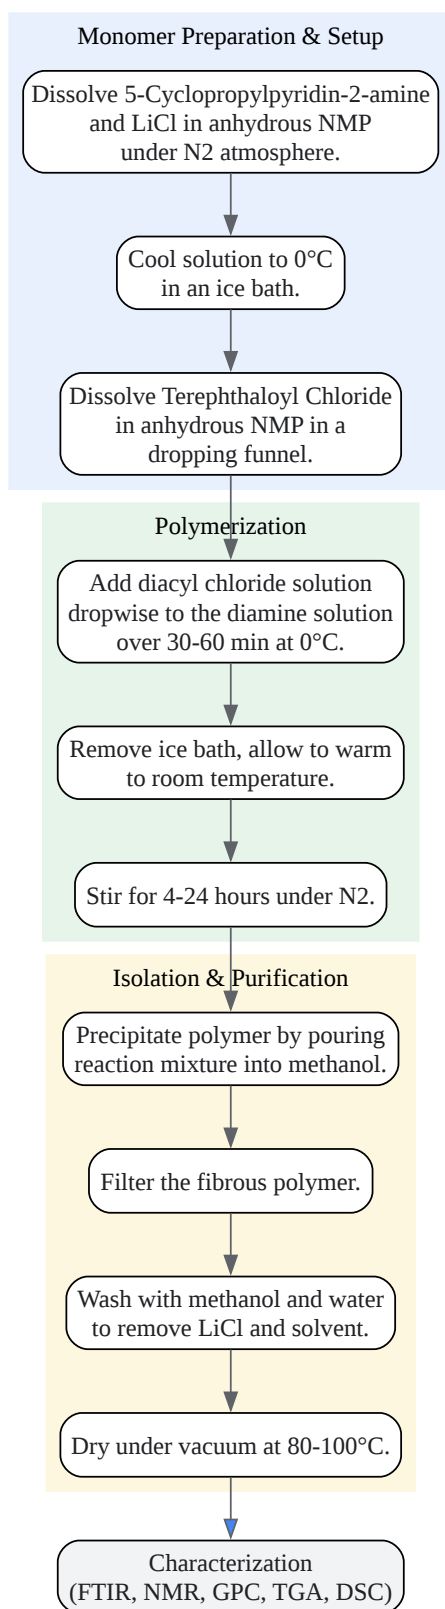 Monomer Preparation & Setup
Dissolve 5-Cyclopropylpyridin-2-amine
and LiCl in anhydrous NMP
under N2 atmosphere.
Cool solution to 0°C
in an ice bath.
Dissolve Terephthaloyl Chloride
in anhydrous NMP in a
dropping funnel.
Polymerization
Add diacyl chloride solution
dropwise to the diamine solution
over 30-60 min at 0°C.
Remove ice bath, allow to warm
to room temperature.
Stir for 4-24 hours under N2.
Isolation & Purification
Precipitate polymer by pouring
reaction mixture into methanol.
Filter the fibrous polymer.
Wash with methanol and water
to remove LiCl and solvent.
Dry under vacuum at 80-100°C.
Characterization
(FTIR, NMR, GPC, TGA, DSC)